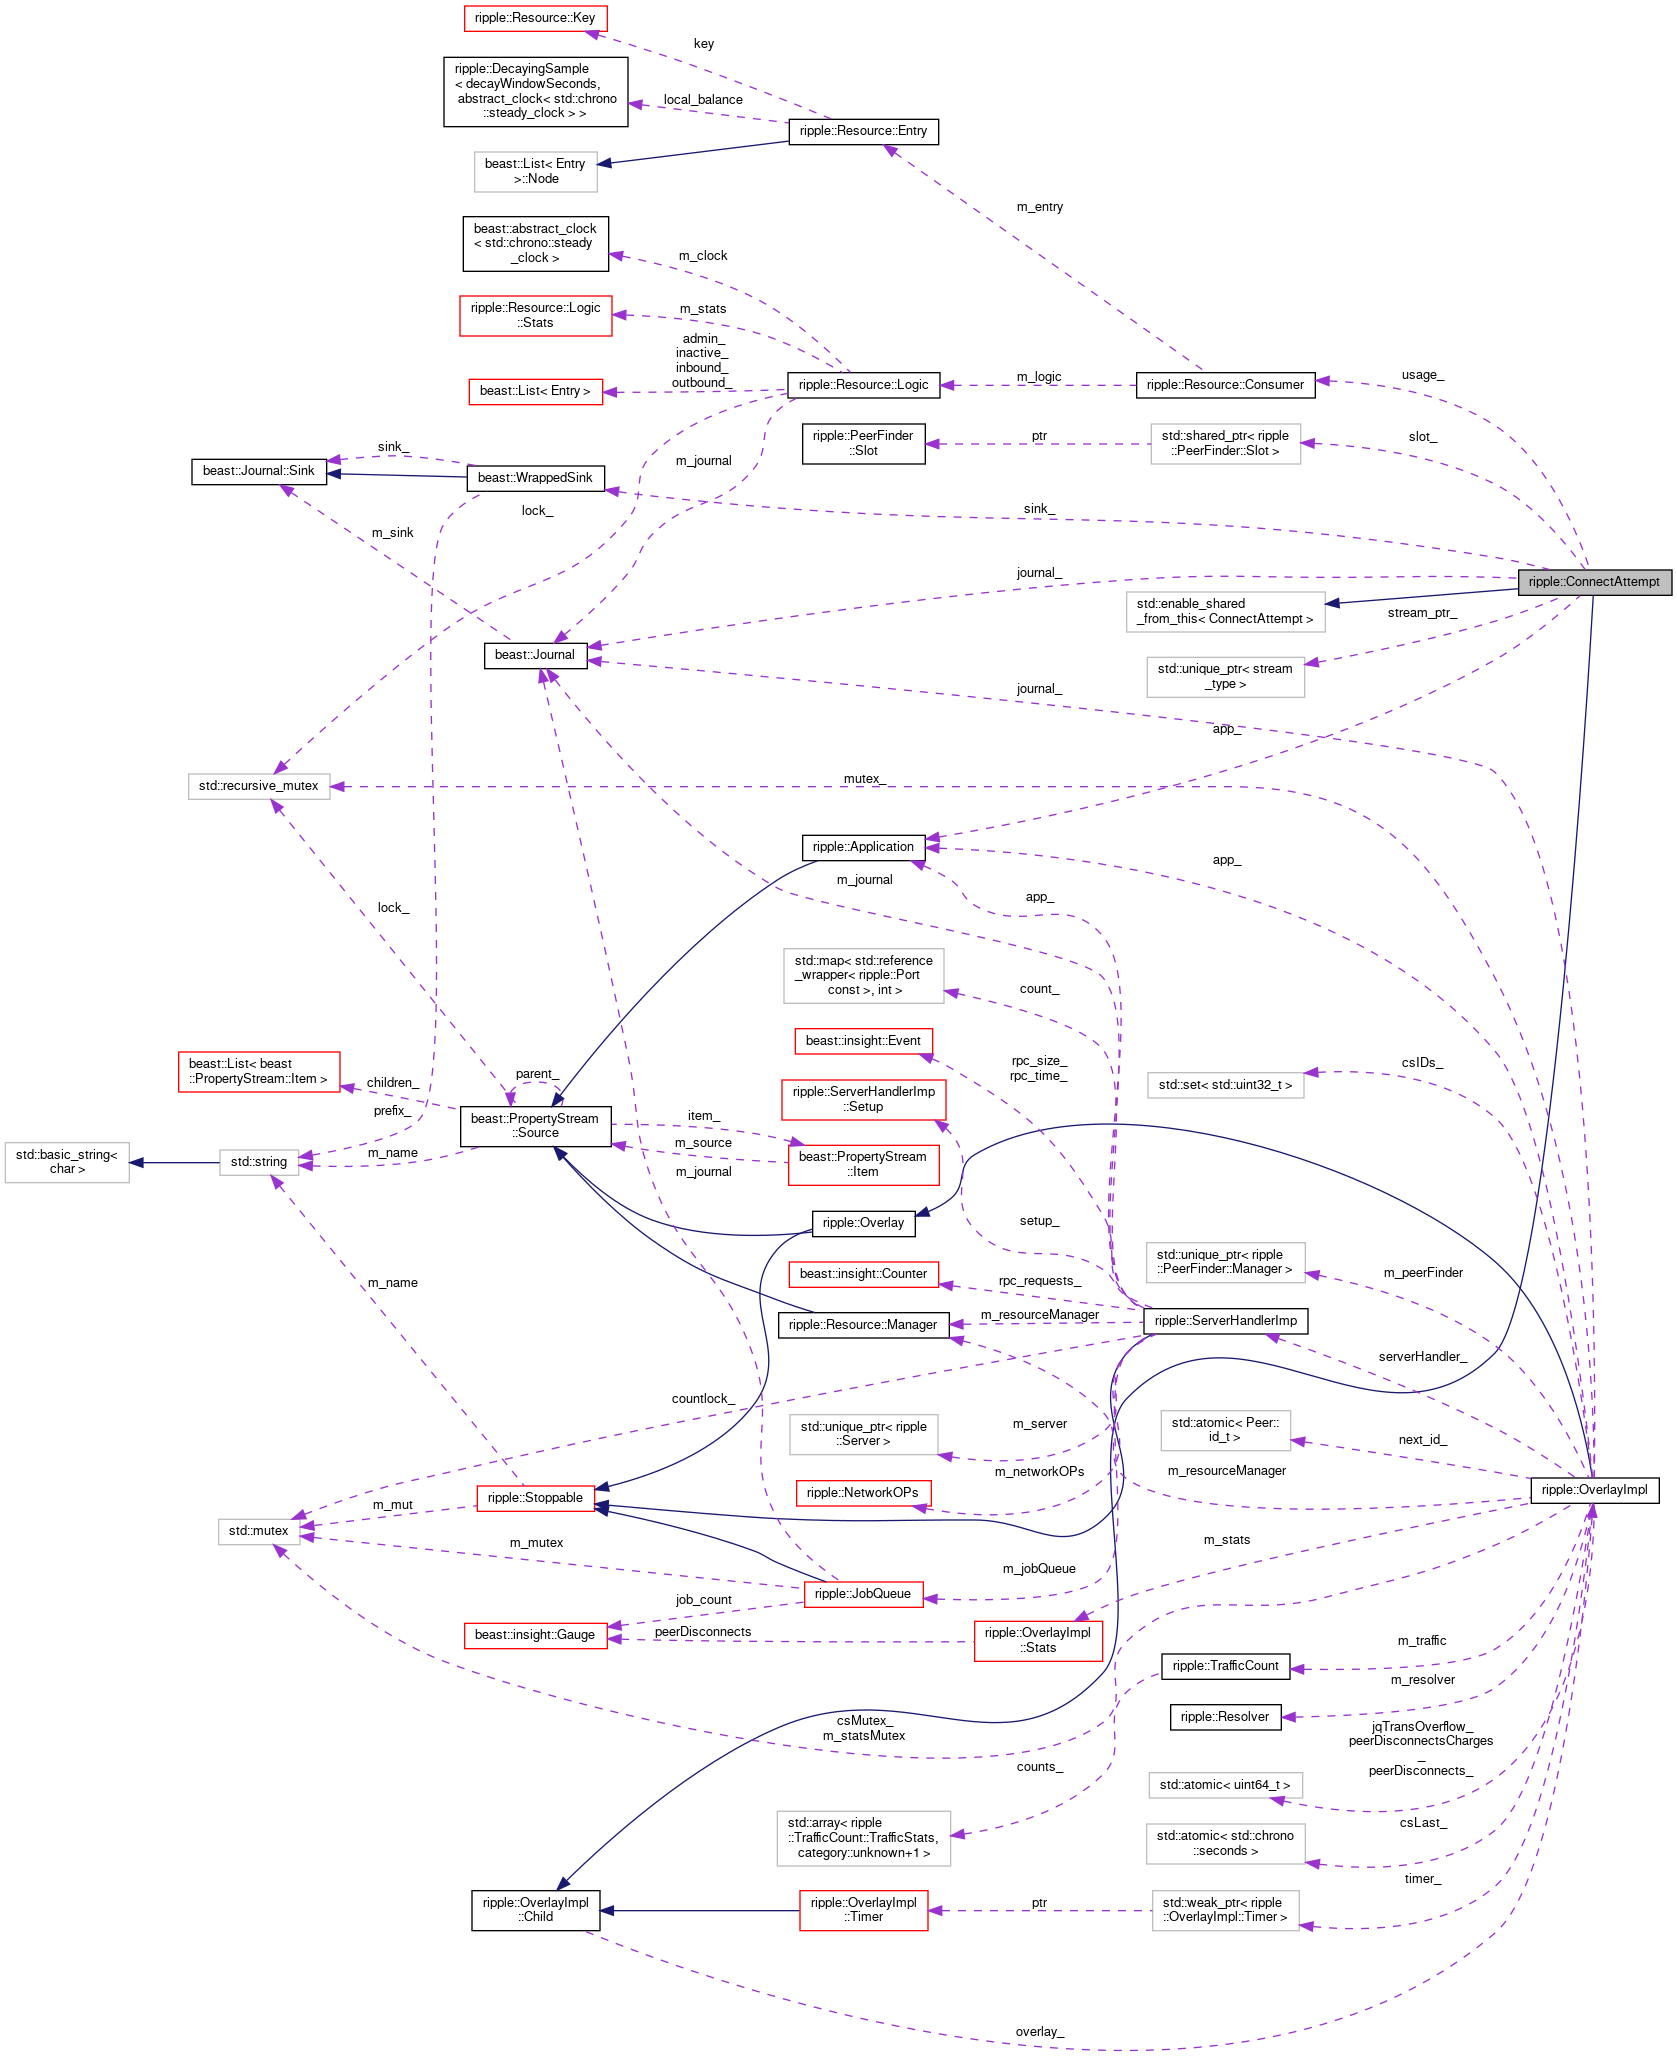 ripple::Resource::Key
key
ripple::DecayingSample
< decayWindowSeconds,
abstract_clock< std::chrono
::steady_clock > >
local_balance
ripple::Resource::Entry
beast::List< Entry
>::Node
m_entry
beast::abstract_clock
< std::chrono::steady
_clock >
m_clock
ripple::Resource::Logic
::Stats
m_stats
admin_
inactive_
inbound_
outbound_
beast::List< Entry >
ripple::Resource::Logic
m_logic
ripple::Resource::Consumer
usage_
ripple::PeerFinder
::Slot
ptr
std::shared_ptr< ripple
::PeerFinder::Slot >
slot_
sink_
beast::Journal::Sink
beast::WrappedSink
m_journal
lock_
sink_
m_sink
journal_
ripple::ConnectAttempt
std::enable_shared
_from_this< ConnectAttempt >
stream_ptr_
beast::Journal
std::unique_ptr< stream
_type >
journal_
app_
std::recursive_mutex
mutex_
ripple::Application
app_
m_journal
app_
lock_
std::map< std::reference
_wrapper< ripple::Port
const >, int >
count_
beast::insight::Event
rpc_size_
rpc_time_
csIDs_
std::set< std::uint32_t >
beast::List< beast
::PropertyStream::Item >
children_
parent_
ripple::ServerHandlerImp
::Setup
prefix_
beast::PropertyStream
::Source
item_
m_source
m_journal
beast::PropertyStream
::Item
std::basic_string<
char >
std::string
m_name
ripple::Overlay
setup_
std::unique_ptr< ripple
::PeerFinder::Manager >
m_peerFinder
m_name
beast::insight::Counter
rpc_requests_
ripple::Resource::Manager
m_resourceManager
ripple::ServerHandlerImp
serverHandler_
countlock_
std::unique_ptr< ripple
::Server >
m_server
std::atomic< Peer::
id_t >
next_id_
m_networkOPs
m_resourceManager
ripple::NetworkOPs
ripple::OverlayImpl
ripple::Stoppable
m_mut
std::mutex
m_mutex
m_stats
m_jobQueue
ripple::JobQueue
job_count
beast::insight::Gauge
peerDisconnects
ripple::OverlayImpl
::Stats
m_traffic
ripple::TrafficCount
m_resolver
ripple::Resolver
csMutex_
m_statsMutex
jqTransOverflow_
peerDisconnectsCharges
_
peerDisconnects_
counts_
std::atomic< uint64_t >
std::array< ripple
::TrafficCount::TrafficStats,
category::unknown+1 >
csLast_
std::atomic< std::chrono
::seconds >
timer_
ripple::OverlayImpl
::Child
ripple::OverlayImpl
::Timer
ptr
std::weak_ptr< ripple
::OverlayImpl::Timer >
overlay_